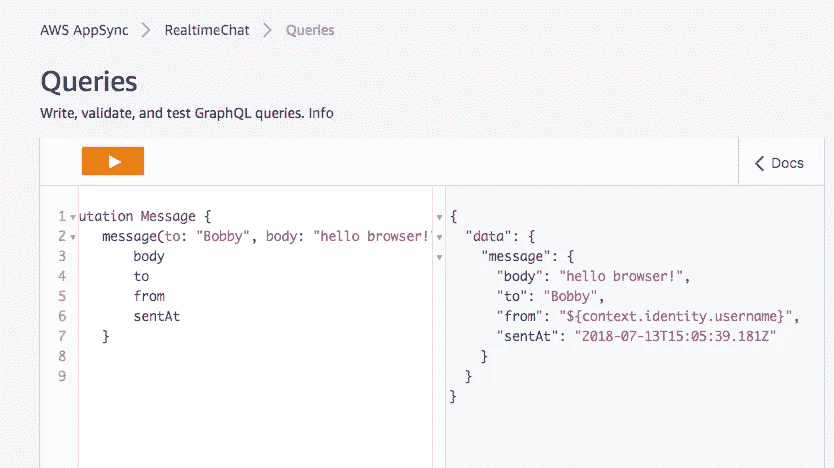 AWS AppSync > RealtimeChat > Queries
Queries
Write, validate, and test GraphQL queries. Info
Docs
1 utation Message {
2 message(to: "Bobby", body: "hello browser!"
3 body
4 to
5 from
6 sentAt
7 }
8
9
{
"data": {
"message": {
"body": "hello browser!",
"to": "Bobby",
"from": "${context.identity.username}",
"sentAt": "2018-07-13T15:05:39.181Z"
}
}
}